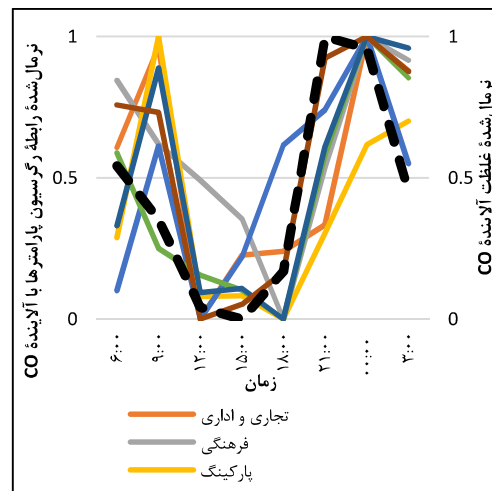 نرمال‌شدهٔ رابطهٔ رگرسیون پارامترها با آلایندهٔ CO
1
0.5
0
۶:۰۰ ۹:۰۰ ۱۲:۰۰ ۱۵:۰۰ ۱۸:۰۰ ۲۱:۰۰ ۰۰:۰۰ ۳:۰۰
زمان
1
0.5
0
نرمال‌شدهٔ غلظت آلایندهٔ CO
تجاری و اداری
فرهنگی
پارکینگ